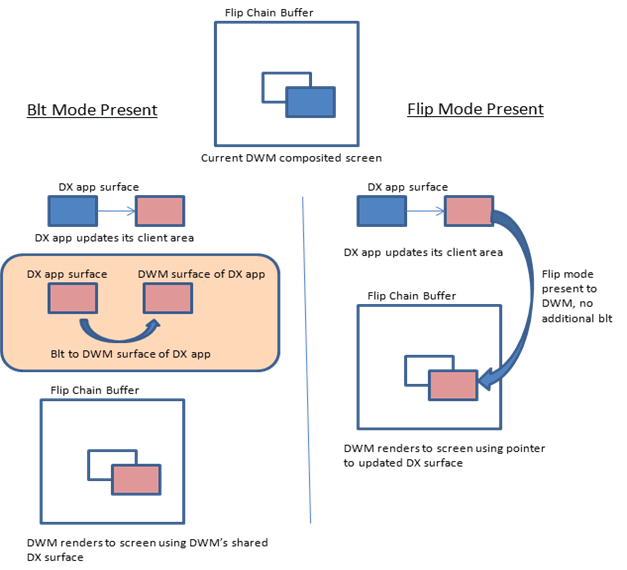 Flip Chain Buffer
Current DWM composited screen
Blt Mode Present
DX app surface
DX app updates its client area
DX app surface
DWM surface of DX app
Blt to DWM surface of DX app
Flip Chain Buffer
DWM renders to screen using DWM's shared
DX surface
Flip Mode Present
DX app surface
DX app updates its client area
Flip mode
present to
DWM, no
additional blt
Flip Chain Buffer
DWM renders to screen using pointer
to updated DX surface